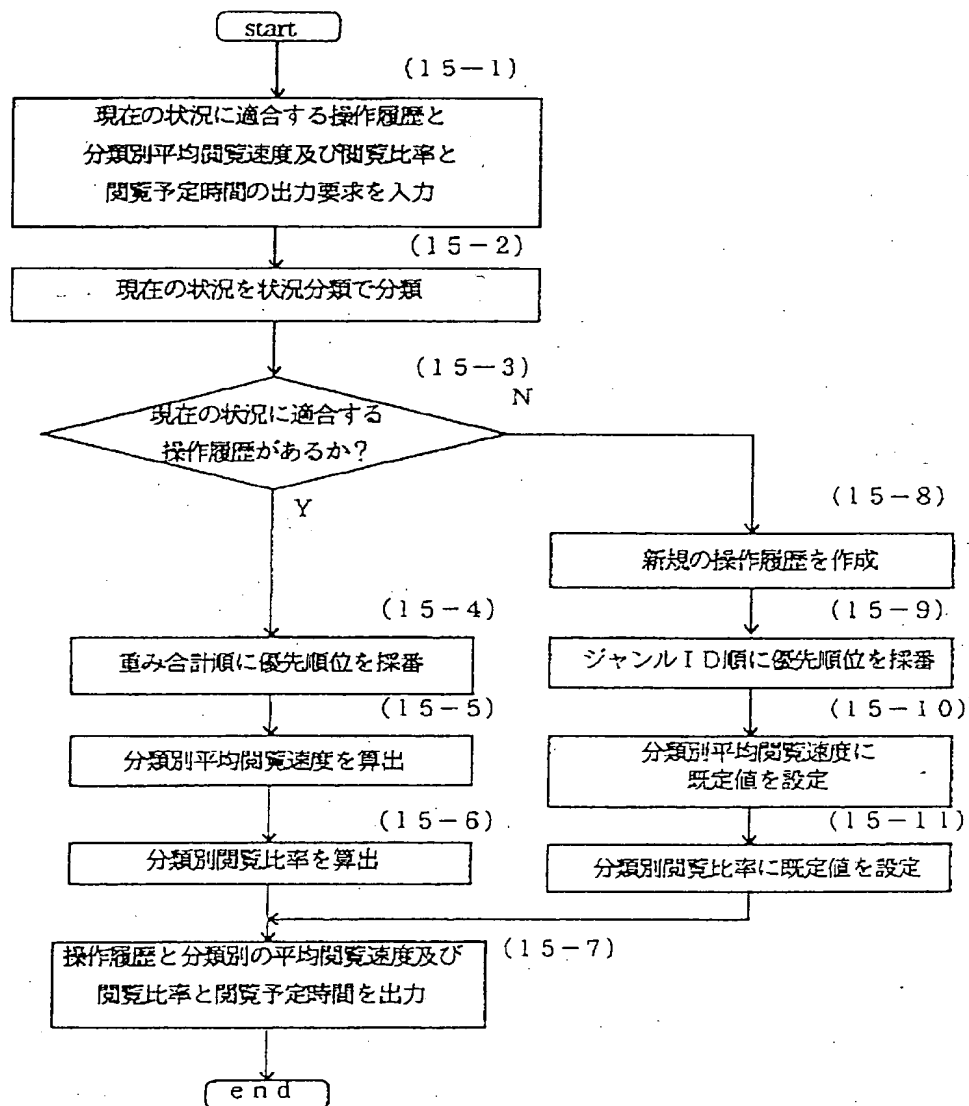 start
(15-1)
現在の状況に適合する操作履歴と
分類別平均閲覧速度及び閲覧比率と
閲覧予定時間の出力要求を入力
(15-2)
現在の状況を状況分類で分類
(15-3)
N
現在の状況に適合する
操作履歴があるか?
Y
(15-8)
新規の操作履歴を作成
(15-4)
(15-9)
重み合計順に優先順位を採番
ジャンルID順に優先順位を採番
(15-5)
(15-10)
分類別平均閲覧速度を算出
分類別平均閲覧速度に
既定値を設定
(15-6)
(15-11)
分類別閲覧比率を算出
分類別閲覧比率に既定値を設定
(15-7)
操作履歴と分類別の平均閲覧速度及び
閲覧比率と閲覧予定時間を出力
end